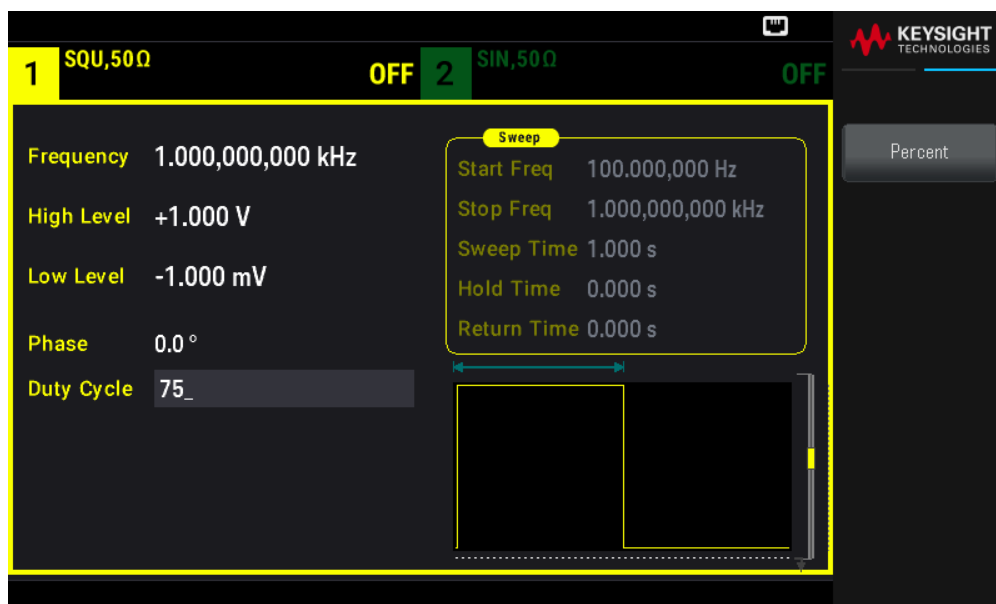 KEYSIGHT
TECHNOLOGIES
1 SQU,50Ω OFF
2 SIN,50Ω OFF
Frequency 1.000,000,000 kHz
High Level +1.000 V
Low Level -1.000 mV
Phase 0.0 °
Duty Cycle 75_
Sweep
Start Freq 100.000,000 Hz
Stop Freq 1.000,000,000 kHz
Sweep Time 1.000 s
Hold Time 0.000 s
Return Time 0.000 s
Percent